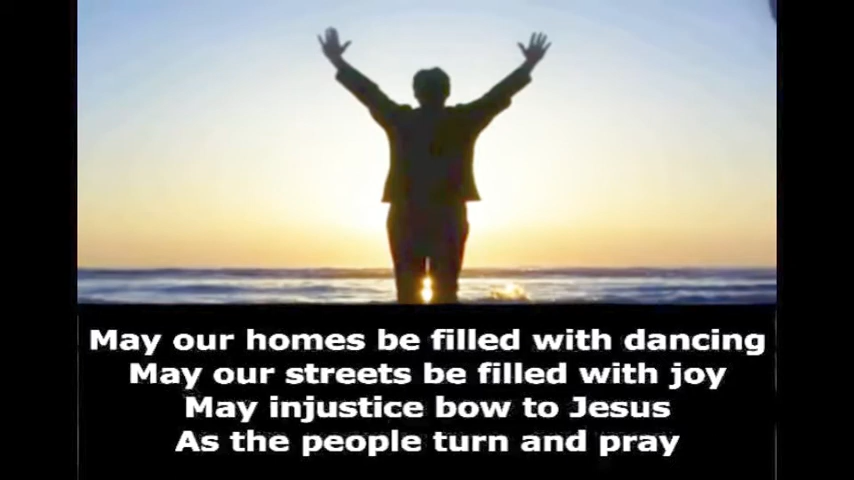 May our homes be filled with dancing
May our streets be filled with joy
May injustice bow to Jesus
As the people turn and pray